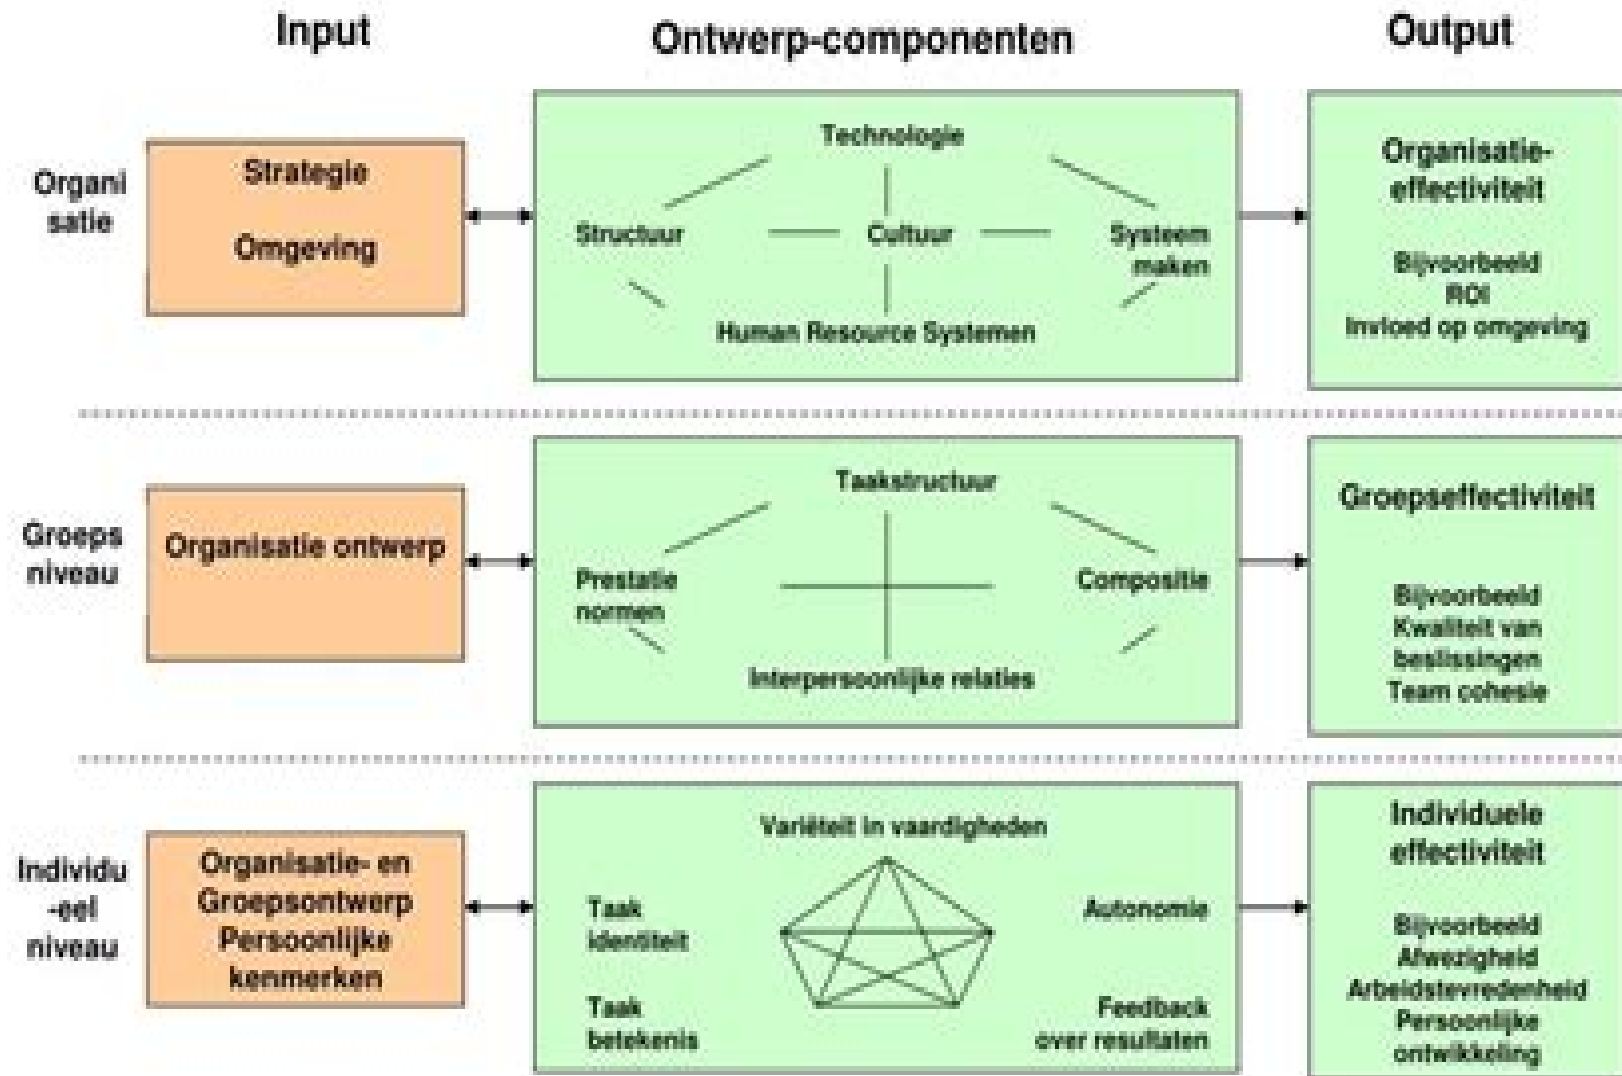 Input
Ontwerp-componenten
Output
Organi
satie
Strategie
Omgeving
Technologie
Structuur
Cultuur
Systeem
maken
Human Resource Systemen
Organisatie-
effectiviteit
Bijvoorbeeld
ROI
Invloed op omgeving
Groeps
niveau
Organisatie ontwerp
Taakstructuur
Prestatie
normen
Compositie
Interpersoonlijke relaties
Groepseffectiviteit
Bijvoorbeeld
Kwaliteit van
beslissingen
Team cohesie
Individu
-eel
niveau
Organisatie- en
Groepsontwerp
Persoonlijke
kenmerken
Variëteit in vaardigheden
Taak
identiteit
Autonomie
Taak
betekenis
Feedback
over resultaten
Individuele
effectiviteit
Bijvoorbeeld
Afwezigheid
Arbeidstevredenheid
Persoonlijke
ontwikkeling